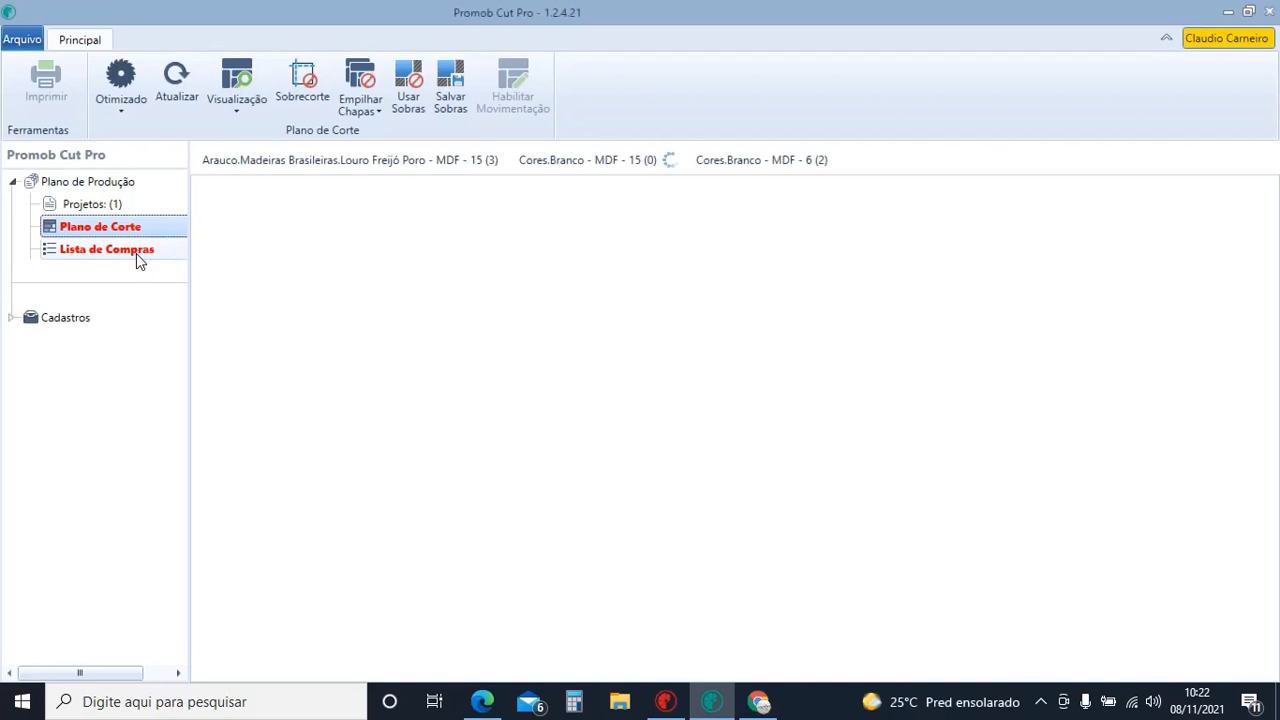 Promob Cut Pro - 1.2.4.21
Arquivo
Principal
Claudio Carneiro
Imprimir
Otimizado
Atualizar
Visualização
Sobrecorte
Empilhar
Chapas
Usar
Sobras
Salvar
Sobras
Habilitar
Movimentação
Ferramentas
Plano de Corte
Promob Cut Pro
Arauco.Madeiras Brasileiras.Louro Freijó Poro - MDF - 15 (3)
Cores.Branco - MDF - 15 (0)
Cores.Branco - MDF - 6 (2)
Plano de Produção
Projetos: (1)
Plano de Corte
Lista de Compras
Cadastros
Digite aqui para pesquisar
6
25°C Pred ensolarado
10:22
08/11/2021
11